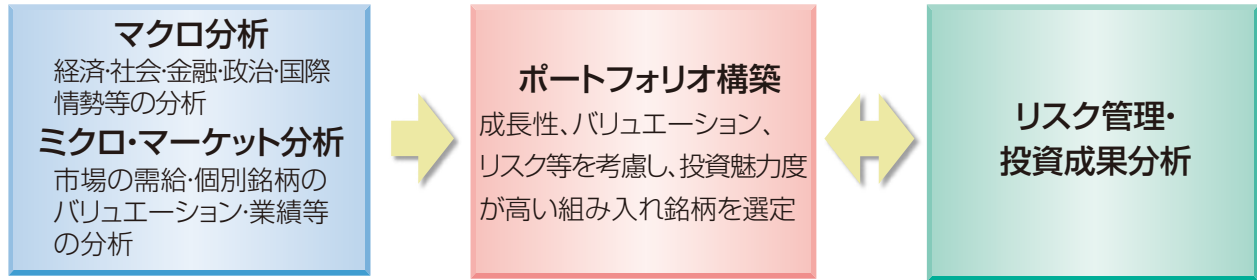 マクロ分析
経済・社会・金融・政治・国際
情勢等の分析
ミクロ・マーケット分析
市場の需給・個別銘柄の
バリュエーション・業績等
の分析
ポートフォリオ構築
成長性、バリュエーション、
リスク等を考慮し、投資魅力度
が高い組み入れ銘柄を選定
リスク管理・
投資成果分析